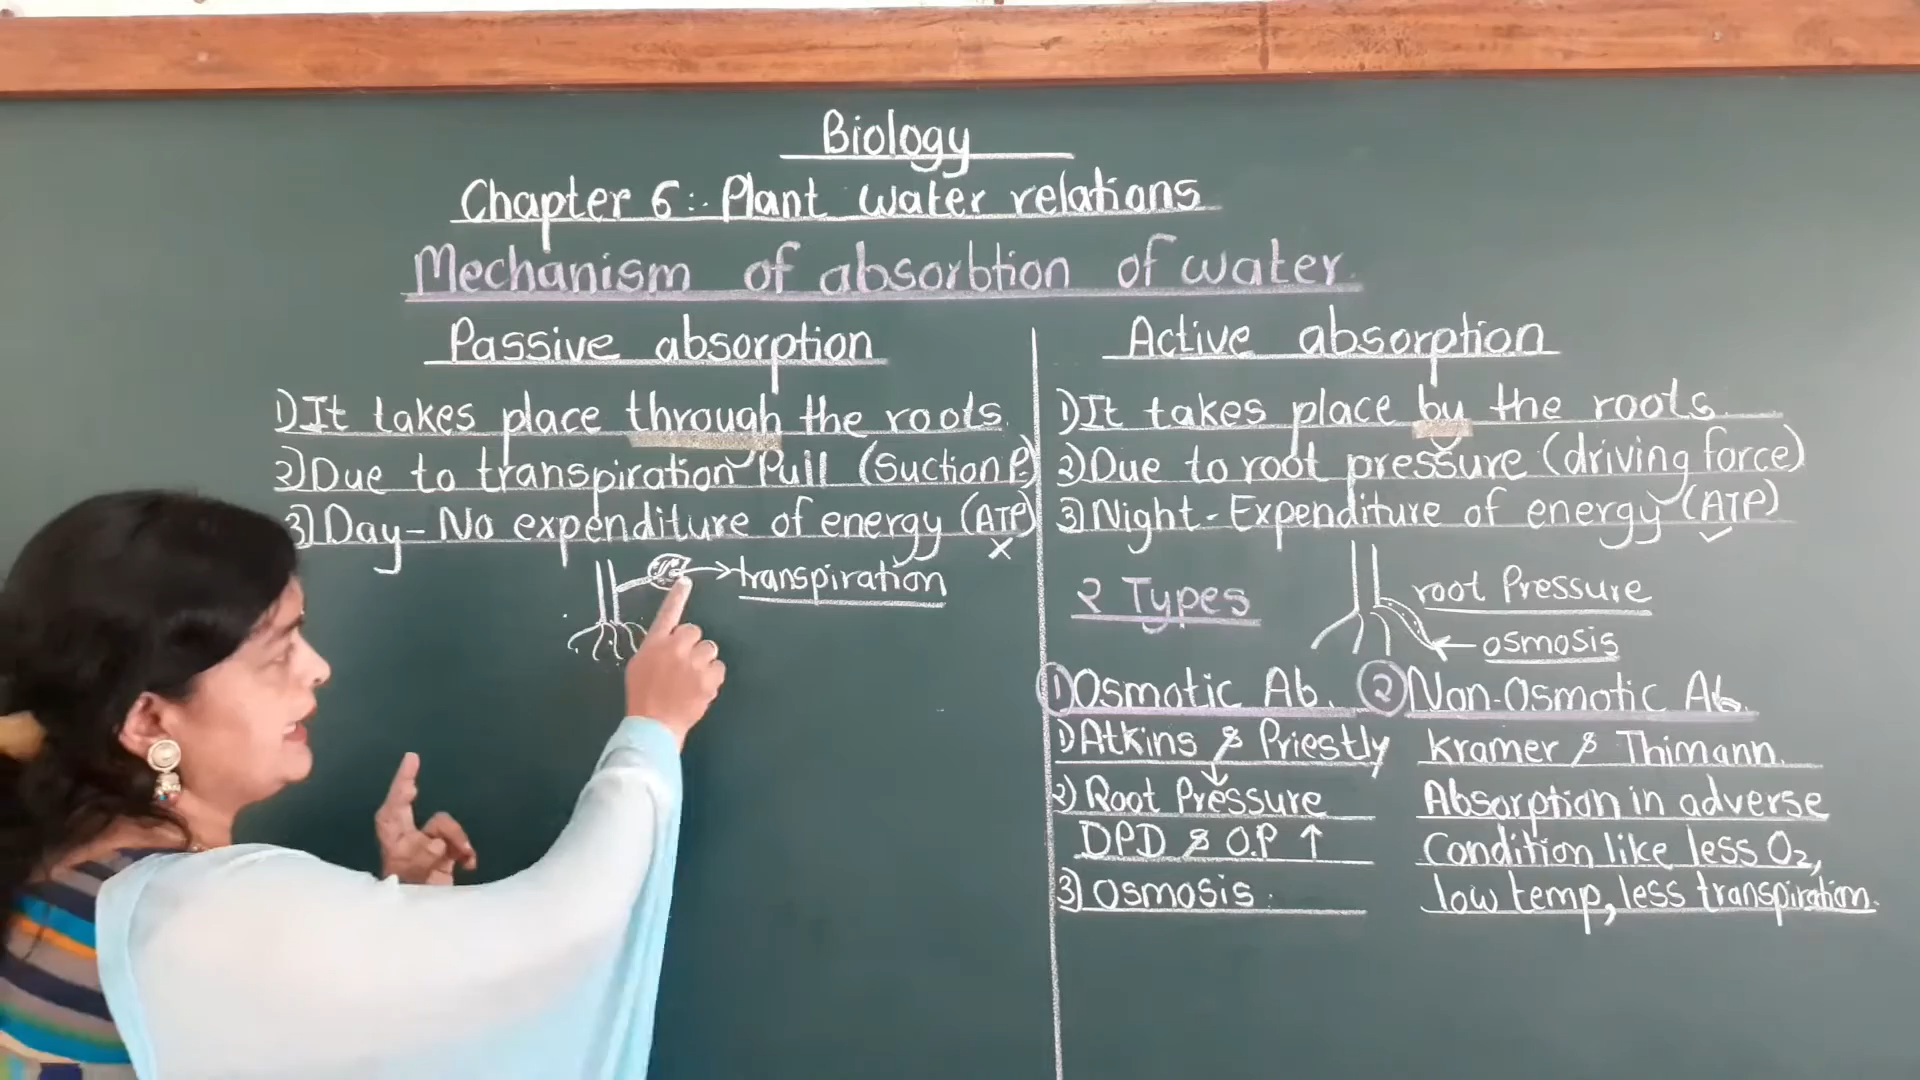 Biology
Chapter 6:. Plant water relations
Mechanism of absorbtion of water.
Passive absorption
1) It takes place through the roots.
2) Due to transpiration Pull (Suction P.)
3) Day - No expenditure of energy (ATP)
×
transpiration
Active absorption
1) It takes place by the roots.
2) Due to root pressure (driving force)
3) Night - Expenditure of energy (ATP)
✓
root Pressure
२ Types
osmosis
① Osmotic Ab.
1) Atkins & Priestly
2) Root Pressure
DPD & O.P ↑
3) Osmosis.
② Non-Osmotic Ab.
Kramer & Thimann.
Absorption in adverse
Condition like less O₂,
low temp, less transpiration.